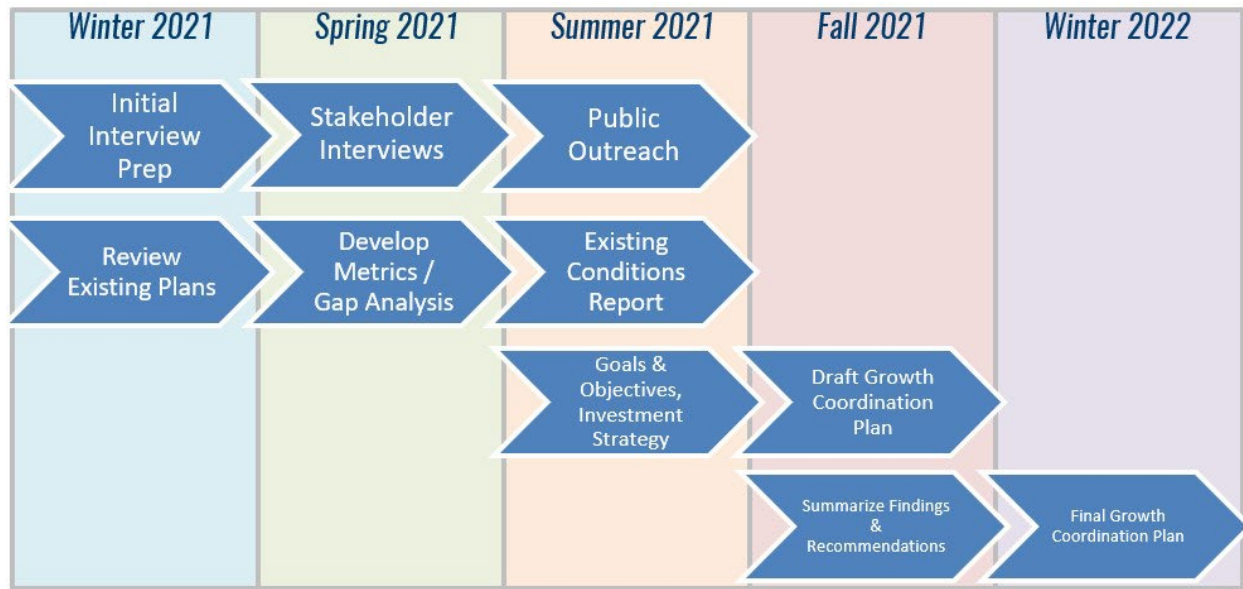 Winter 2021
Spring 2021
Summer 2021
Fall 2021
Winter 2022
Initial
Interview
Prep
Stakeholder
Interviews
Public
Outreach
Review
Existing Plans
Develop
Metrics /
Gap Analysis
Existing
Conditions
Report
Goals &
Objectives,
Investment
Strategy
Draft Growth
Coordination
Plan
Summarize Findings
&
Recommendations
Final Growth
Coordination Plan